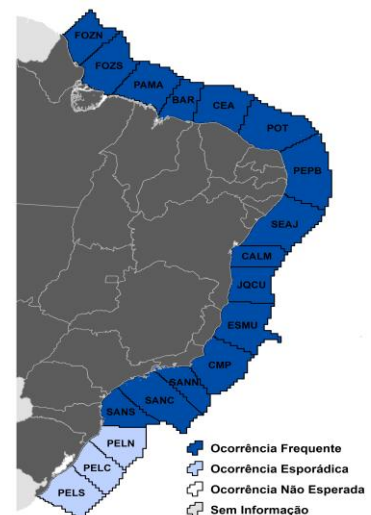 FOZN
FOZS
PAMA
BAR
CEA
POT
PEPB
SEAJ
CALM
JQCU
ESMU
CMP
SANN
SANC
SANS
PELN
PELC
PELS
Ocorrência Frequente
Ocorrência Esporádica
Ocorrência Não Esperada
Sem Informação